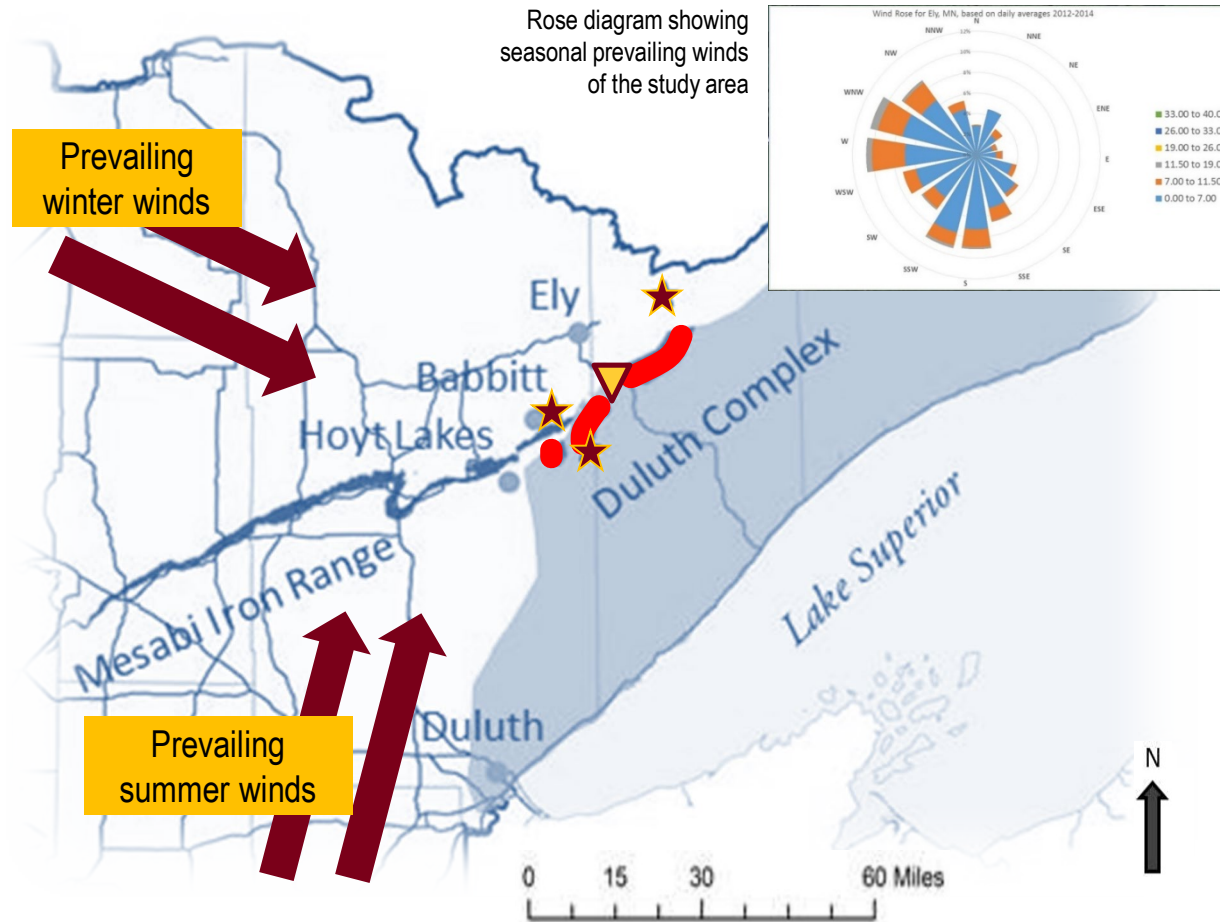 Rose diagram showing
seasonal prevailing winds
of the study area
Wind Rose for Ely, MN, based on daily averages 2012-2014
N
NNE
NE
ENE
E
ESE
SE
SSE
S
SSW
SW
WSW
W
WNW
NW
NNW
12%
10%
8%
6%
33.00 to 40.0
26.00 to 33.0
19.00 to 26.0
11.50 to 19.0
7.00 to 11.50
0.00 to 7.00
Prevailing
winter winds
Ely
Babbitt
Hoyt Lakes
Duluth Complex
Mesabi Iron Range
Lake Superior
Duluth
Prevailing
summer winds
N
0 15 30 60 Miles